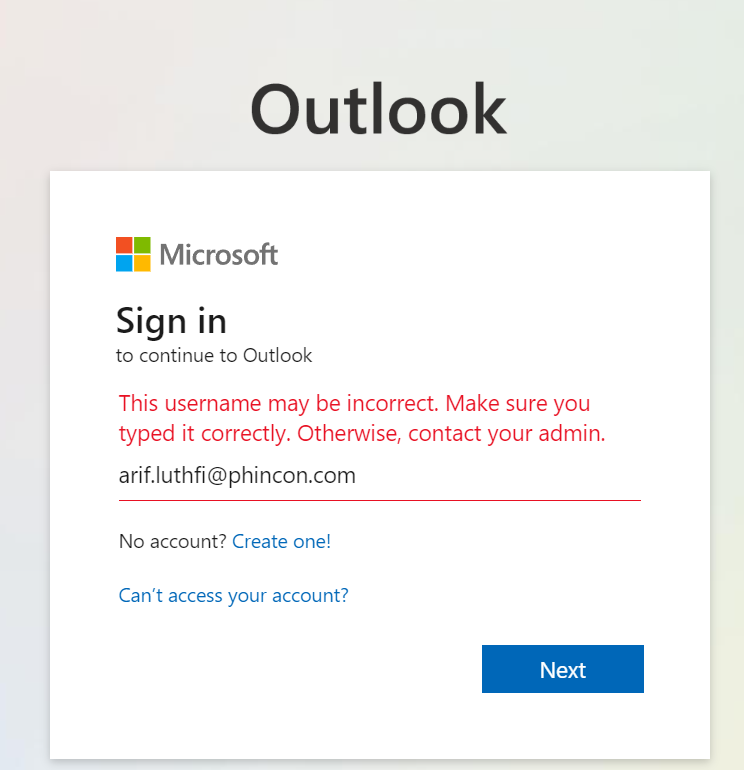 Outlook
Microsoft
Sign in
to continue to Outlook
This username may be incorrect. Make sure you
typed it correctly. Otherwise, contact your admin.
arif.luthfi@phincon.com
No account? Create one!
Can't access your account?
Next